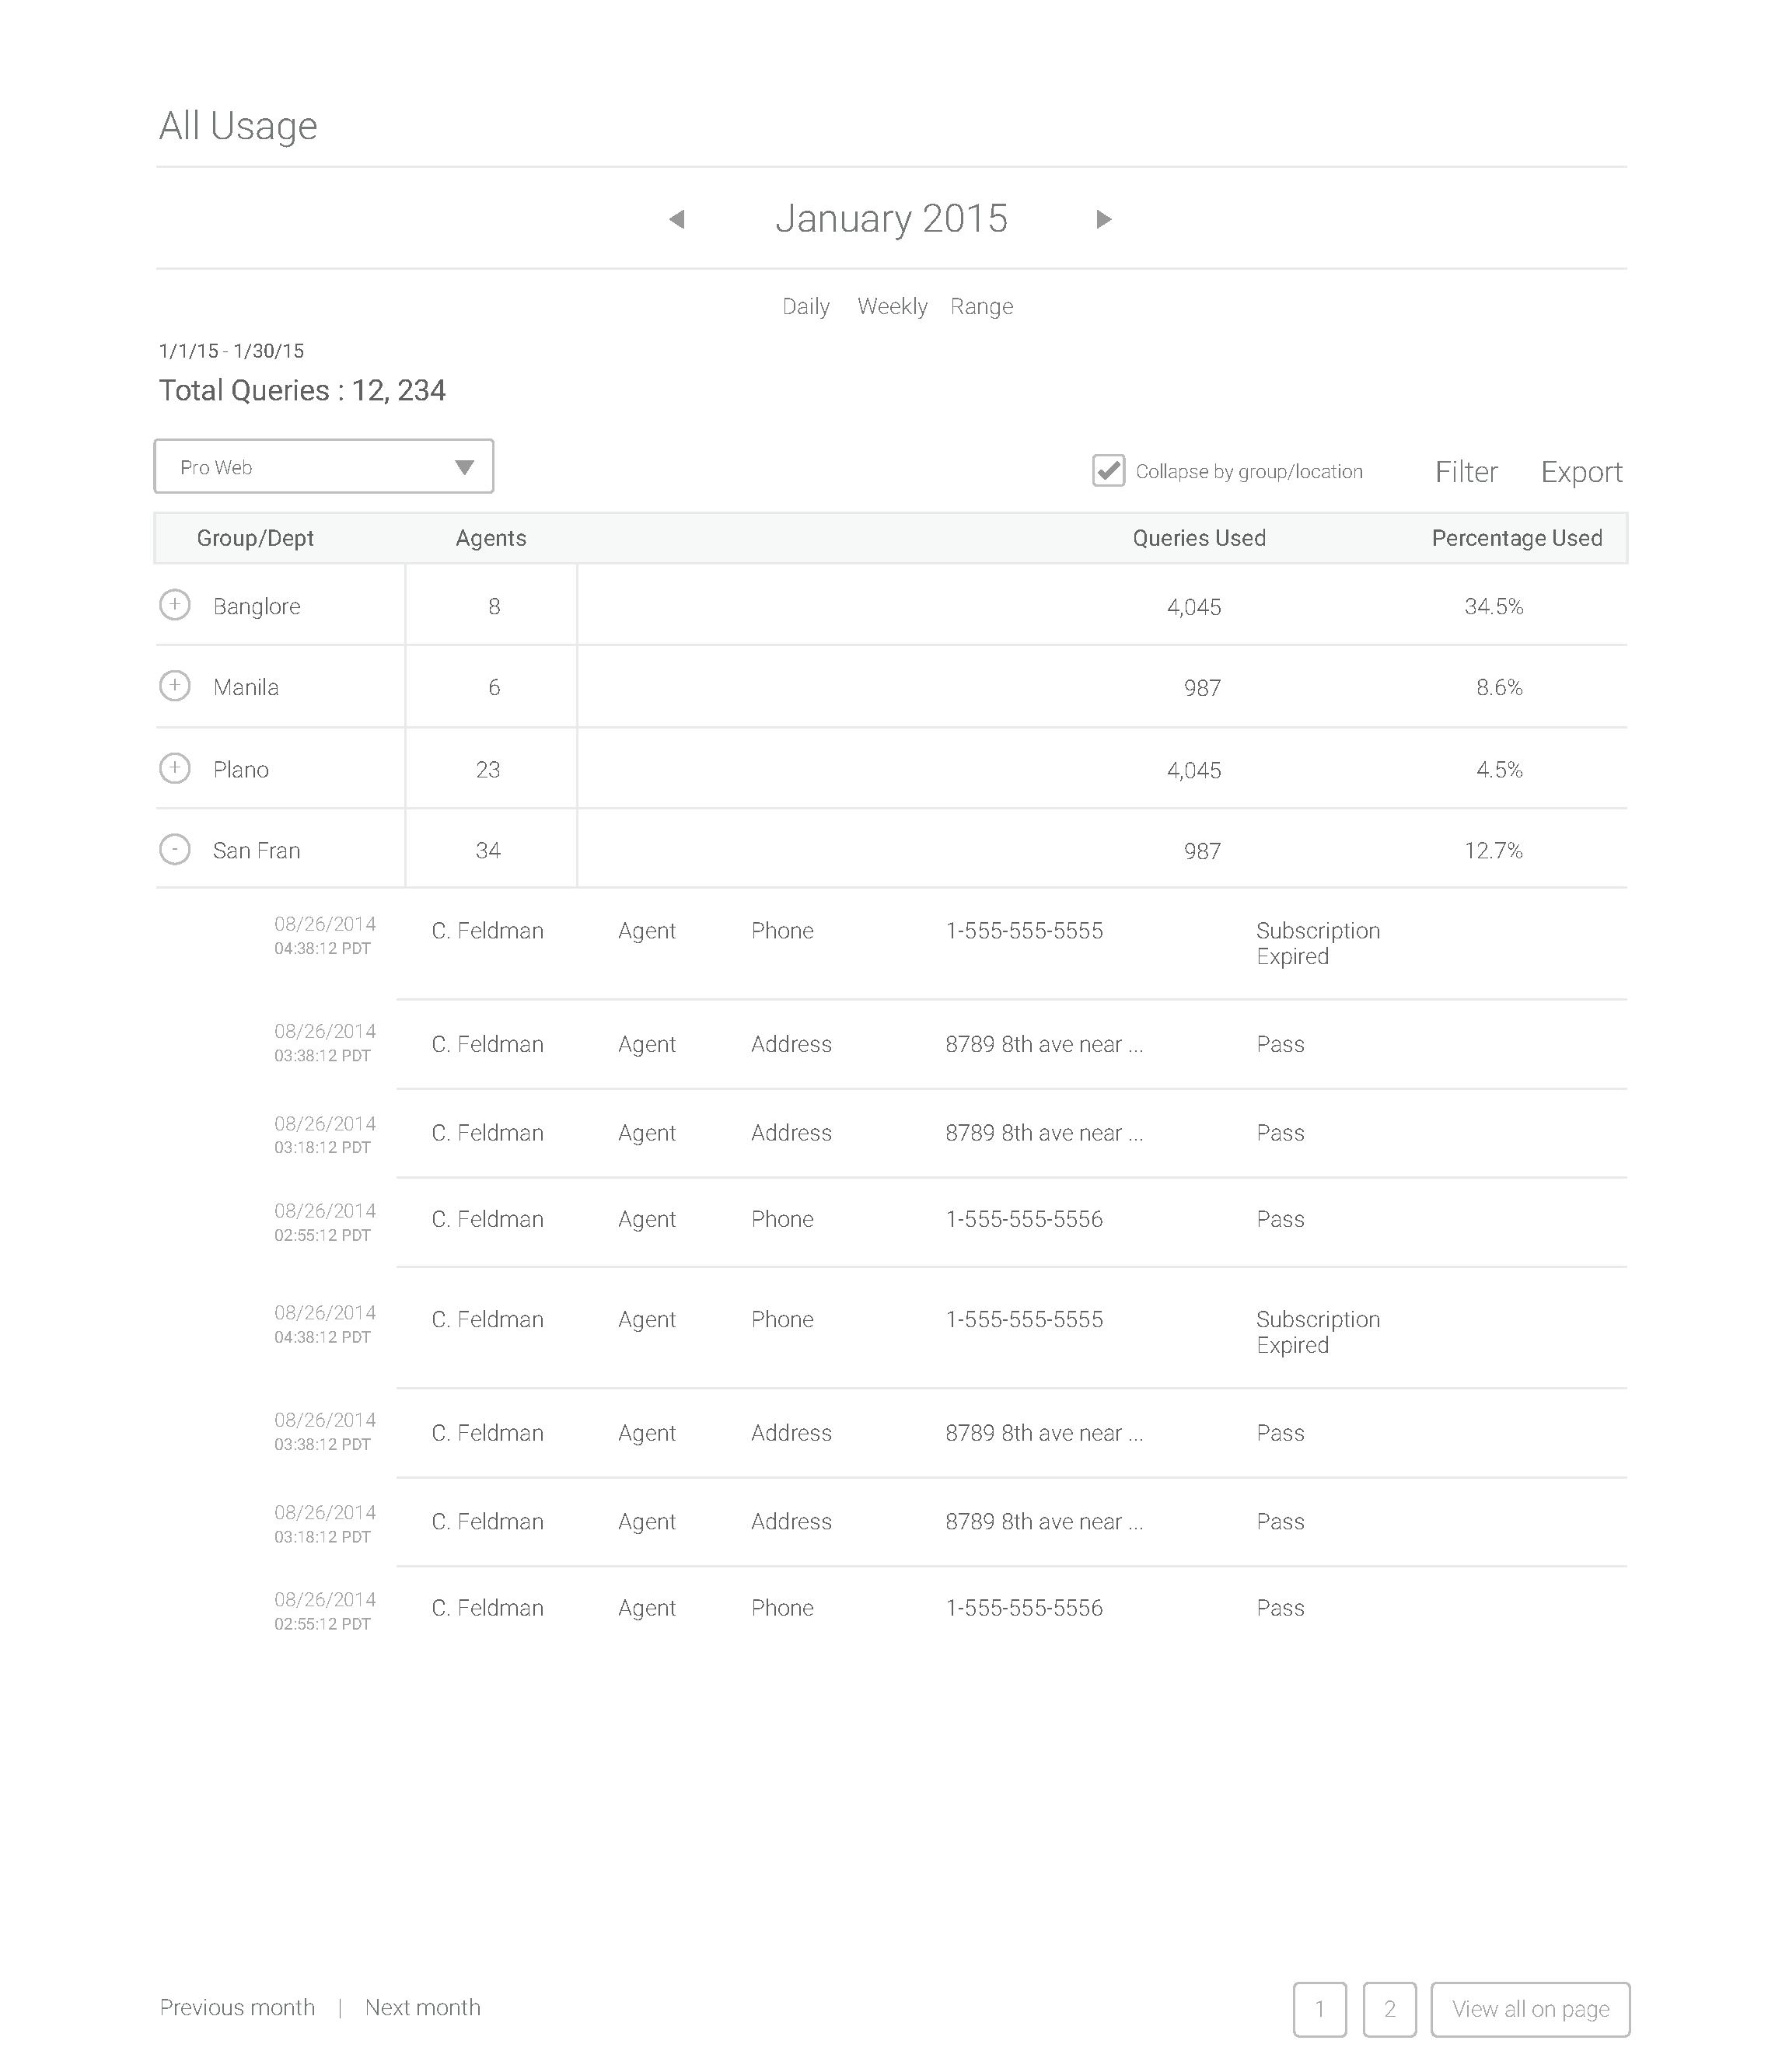 All Usage
January 2015
Daily Weekly Range
1/1/15 - 1/30/15
Total Queries : 12, 234
Pro Web Collapse by group/location Filter Export
Group/Dept Agents Queries Used Percentage Used
+ Banglore 8 4,045 34.5%
+ Manila 6 987 8.6%
+ Plano 23 4,045 4.5%
- San Fran 34 987 12.7%
08/26/2014 C. Feldman Agent Phone 1-555-555-5555 Subscription
04:38:12 PDT Expired
08/26/2014
03:38:12 PDT C. Feldman Agent Address 8789 8th ave near ... Pass
08/26/2014
03:18:12 PDT C. Feldman Agent Address 8789 8th ave near ... Pass
08/26/2014 C. Feldman Agent Phone 1-555-555-5556 Pass
02:55:12 PDT
08/26/2014 C. Feldman Agent Phone 1-555-555-5555 Subscription
04:38:12 PDT Expired
08/26/2014
03:38:12 PDT C. Feldman Agent Address 8789 8th ave near ... Pass
08/26/2014
03:18:12 PDT C. Feldman Agent Address 8789 8th ave near ... Pass
08/26/2014 C. Feldman Agent Phone 1-555-555-5556 Pass
02:55:12 PDT
Previous month | Next month 1 2 View all on page